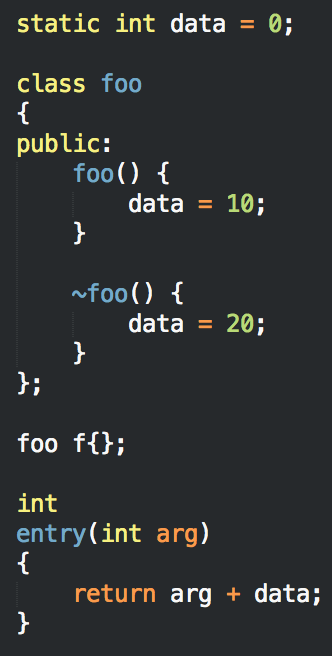 static int data = 0;
class foo
{
public:
foo() {
data = 10;
}
~foo() {
data = 20;
}
};
foo f{};
int
entry(int arg)
{
return arg + data;
}